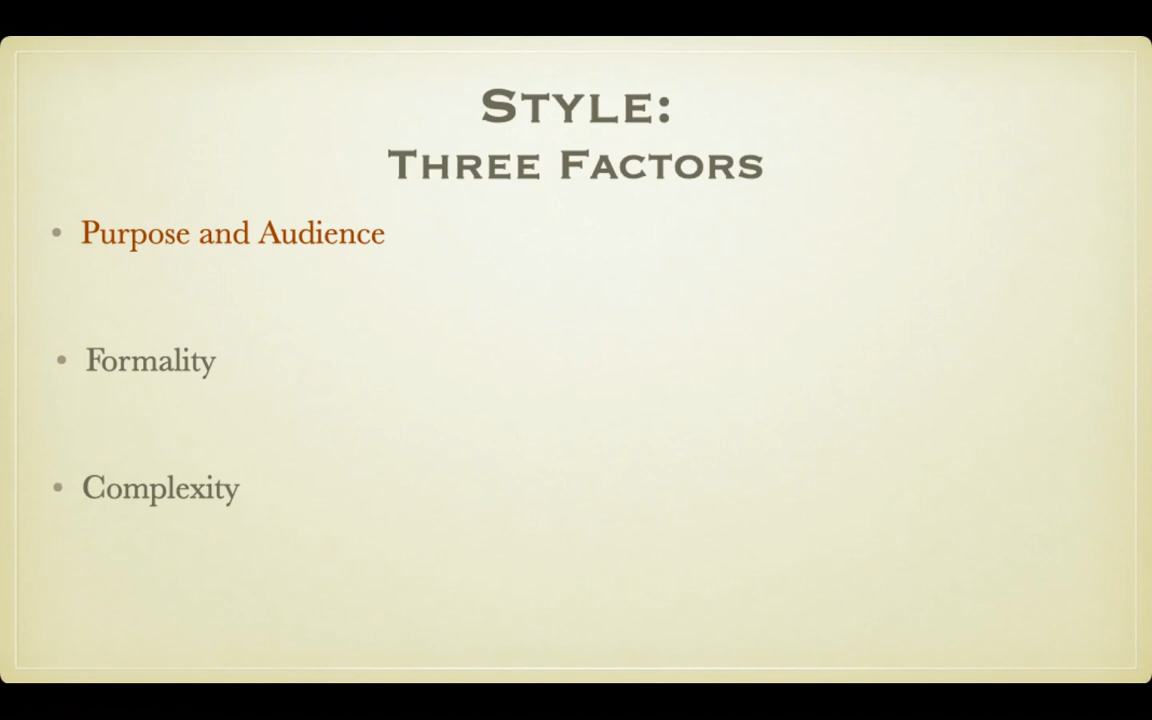 Style:
Three Factors
• Purpose and Audience
• Formality
• Complexity